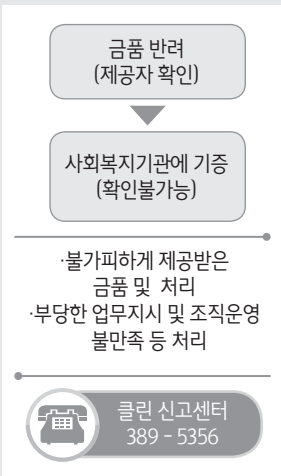 금품 반려
(제공자 확인)
사회복지기관에 기증
(확인불가능)
·불가피하게 제공받은
금품 및 처리
·부당한 업무지시 및 조직운영
불만족 등 처리
클린 신고센터
389 - 5356